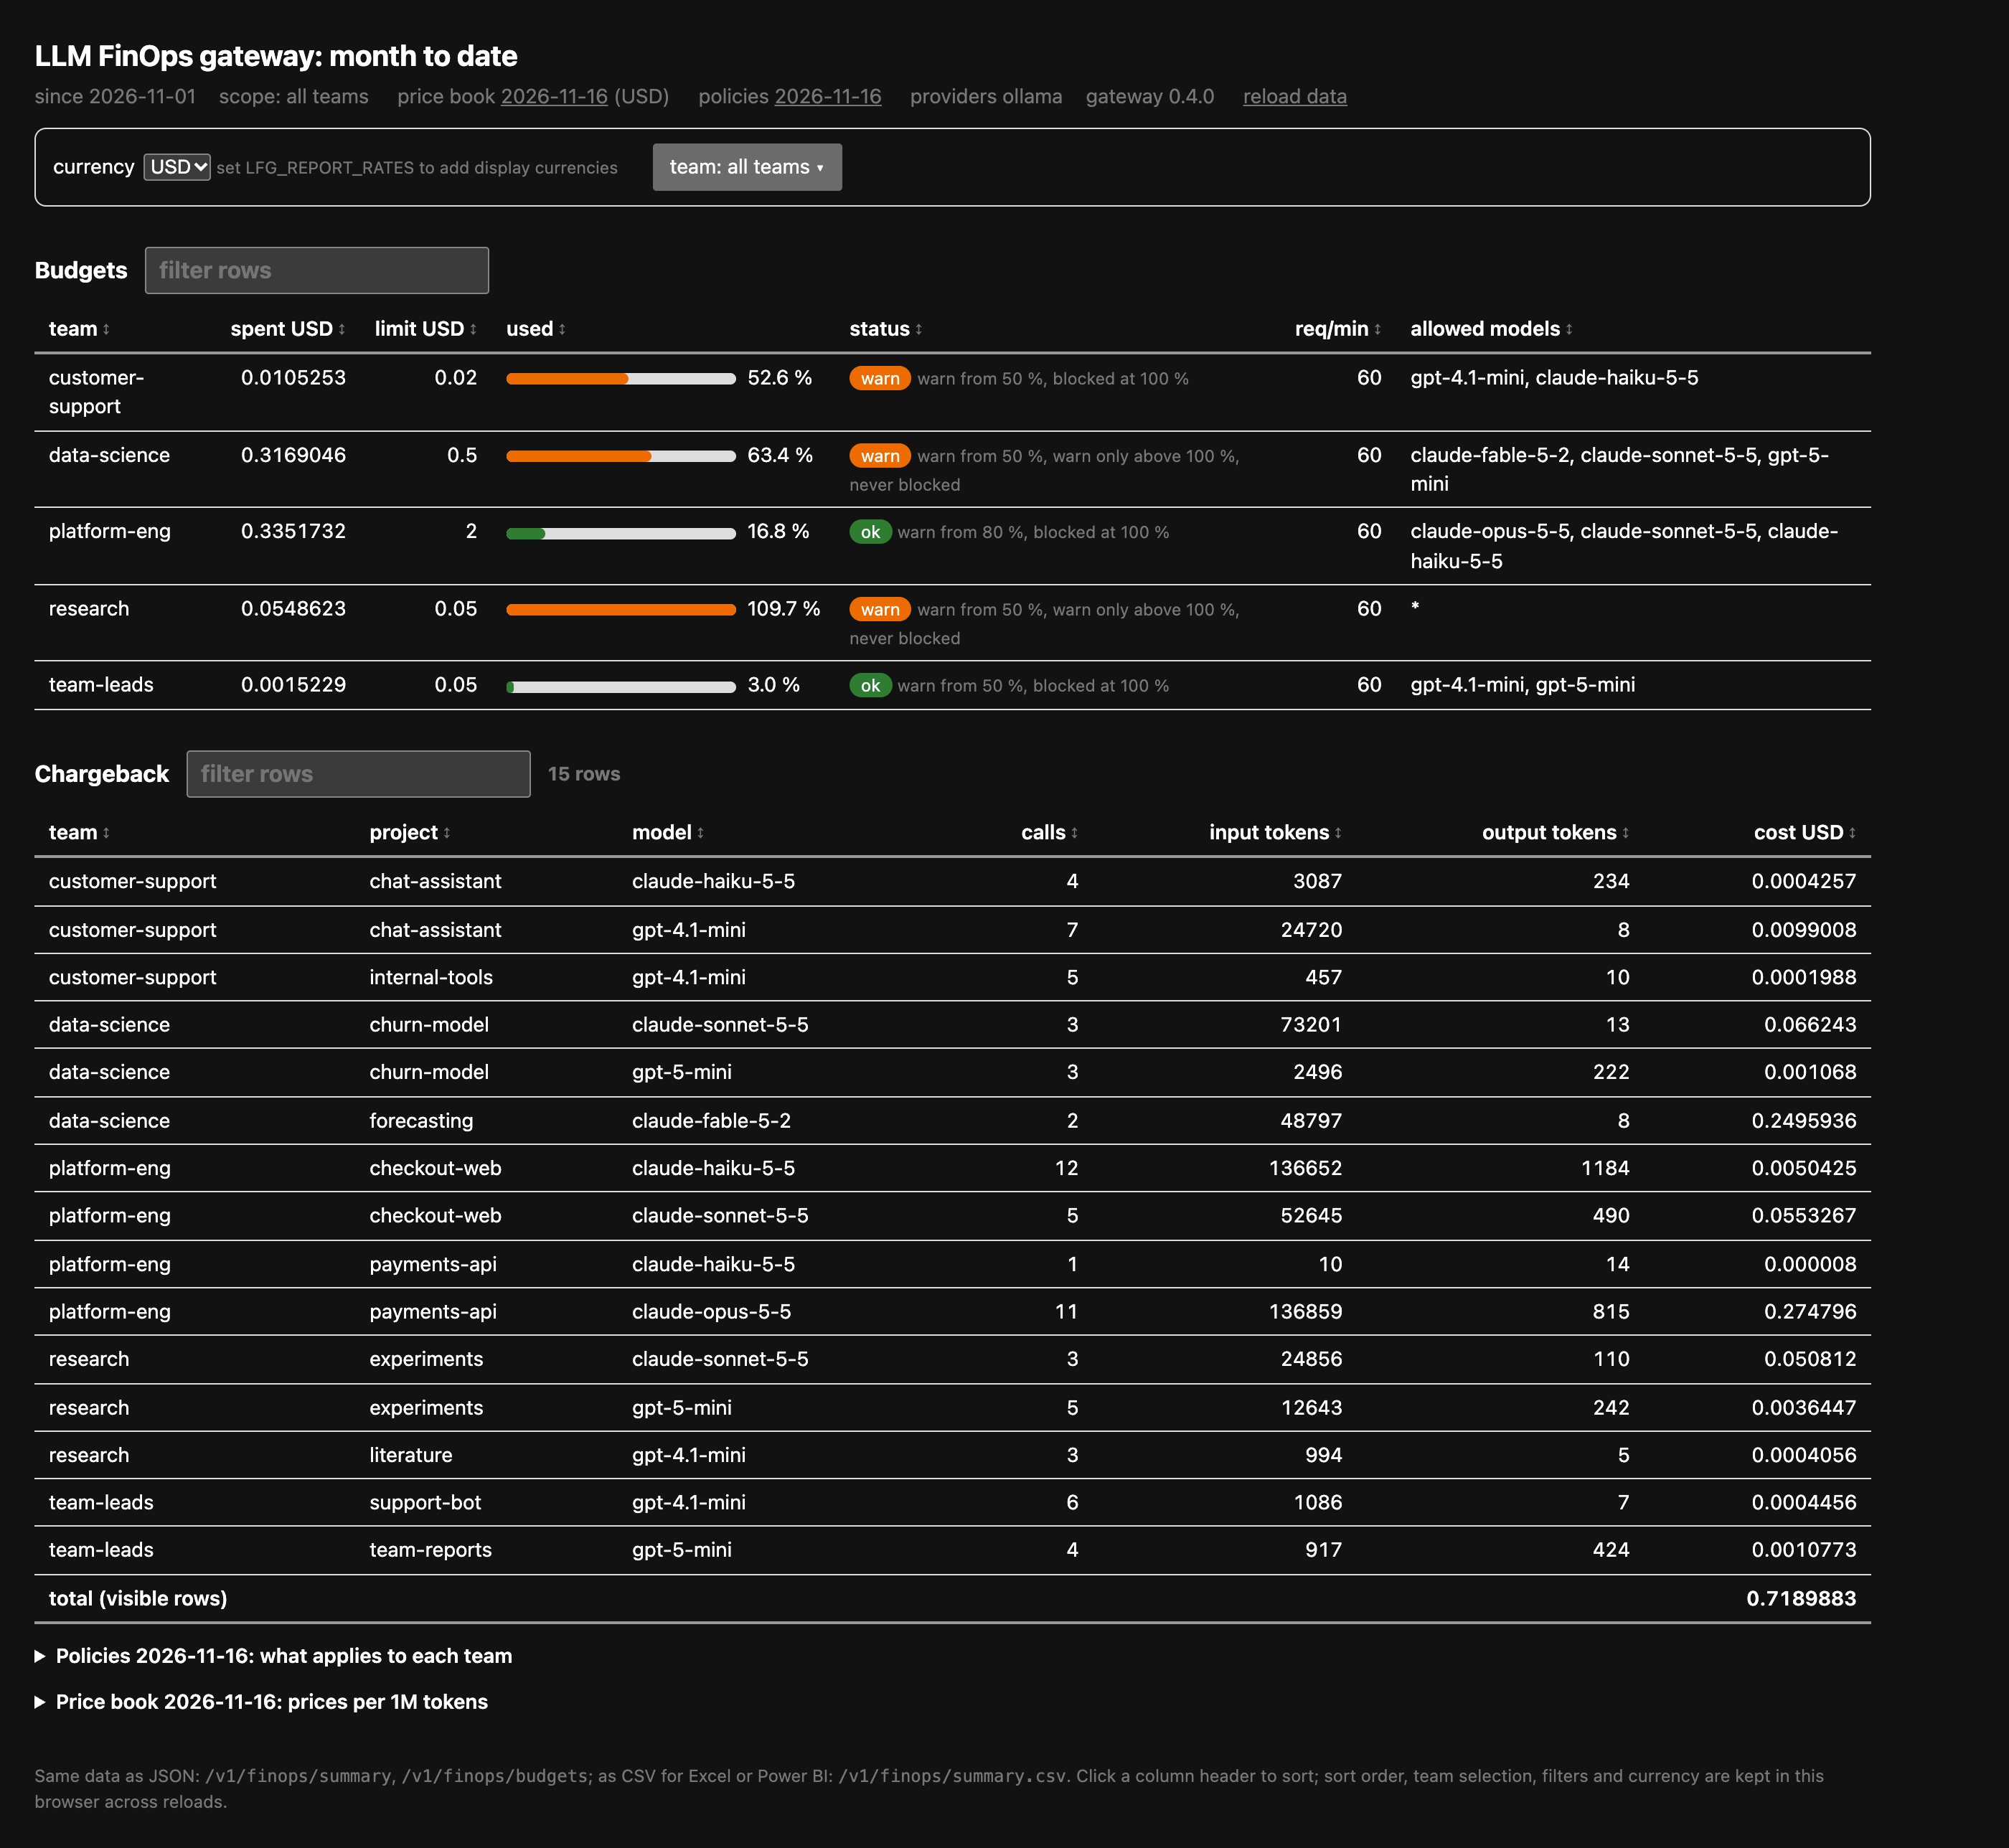 LLM FinOps gateway: month to date
since 2026-11-01 scope: all teams price book 2026-11-16 (USD) policies 2026-11-16 providers ollama gateway 0.4.0 reload data
currency USD set LFG_REPORT_RATES to add display currencies team: all teams ▾
Budgets filter rows
team ↕ spent USD ↕ limit USD ↕ used ↕ status ↕ req/min ↕ allowed models ↕
customer- 0.0105253 0.02 52.6 % warn warn from 50 %, blocked at 100 % 60 gpt-4.1-mini, claude-haiku-5-5
support
data-science 0.3169046 0.5 63.4 % warn warn from 50 %, warn only above 100 %, 60 claude-fable-5-2, claude-sonnet-5-5, gpt-5-
never blocked mini
platform-eng 0.3351732 2 16.8 % ok warn from 80 %, blocked at 100 % 60 claude-opus-5-5, claude-sonnet-5-5, claude-
haiku-5-5
research 0.0548623 0.05 109.7 % warn warn from 50 %, warn only above 100 %, 60 *
never blocked
team-leads 0.0015229 0.05 3.0 % ok warn from 50 %, blocked at 100 % 60 gpt-4.1-mini, gpt-5-mini
Chargeback filter rows 15 rows
team ↕ project ↕ model ↕ calls ↕ input tokens ↕ output tokens ↕ cost USD ↕
customer-support chat-assistant claude-haiku-5-5 4 3087 234 0.0004257
customer-support chat-assistant gpt-4.1-mini 7 24720 8 0.0099008
customer-support internal-tools gpt-4.1-mini 5 457 10 0.0001988
data-science churn-model claude-sonnet-5-5 3 73201 13 0.066243
data-science churn-model gpt-5-mini 3 2496 222 0.001068
data-science forecasting claude-fable-5-2 2 48797 8 0.2495936
platform-eng checkout-web claude-haiku-5-5 12 136652 1184 0.0050425
platform-eng checkout-web claude-sonnet-5-5 5 52645 490 0.0553267
platform-eng payments-api claude-haiku-5-5 1 10 14 0.000008
platform-eng payments-api claude-opus-5-5 11 136859 815 0.274796
research experiments claude-sonnet-5-5 3 24856 110 0.050812
research experiments gpt-5-mini 5 12643 242 0.0036447
research literature gpt-4.1-mini 3 994 5 0.0004056
team-leads support-bot gpt-4.1-mini 6 1086 7 0.0004456
team-leads team-reports gpt-5-mini 4 917 424 0.0010773
total (visible rows) 0.7189883
▶ Policies 2026-11-16: what applies to each team
▶ Price book 2026-11-16: prices per 1M tokens
Same data as JSON: /v1/finops/summary, /v1/finops/budgets; as CSV for Excel or Power BI: /v1/finops/summary.csv. Click a column header to sort; sort order, team selection, filters and currency are kept in this
browser across reloads.